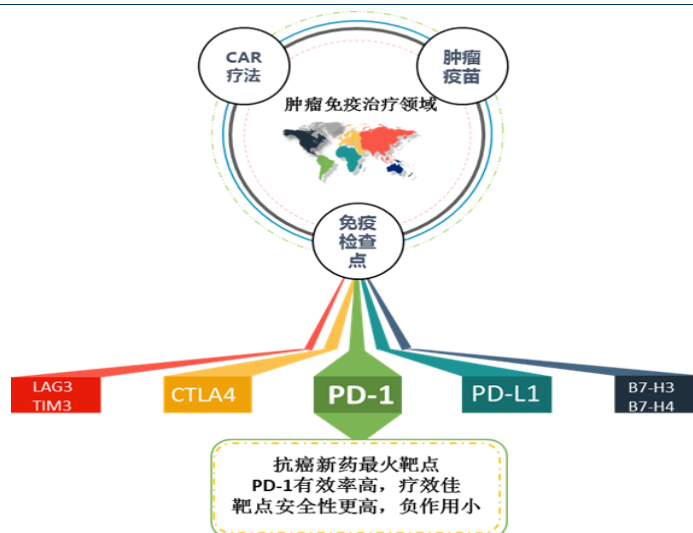 CAR
疗法
肿瘤
疫苗
肿瘤免疫治疗领域
免疫
检查
点
LAG3
TIM3
CTLA4
PD-1
PD-L1
B7-H3
B7-H4
抗癌新药最火靶点
PD-1有效率高，疗效佳
靶点安全性更高，负作用小